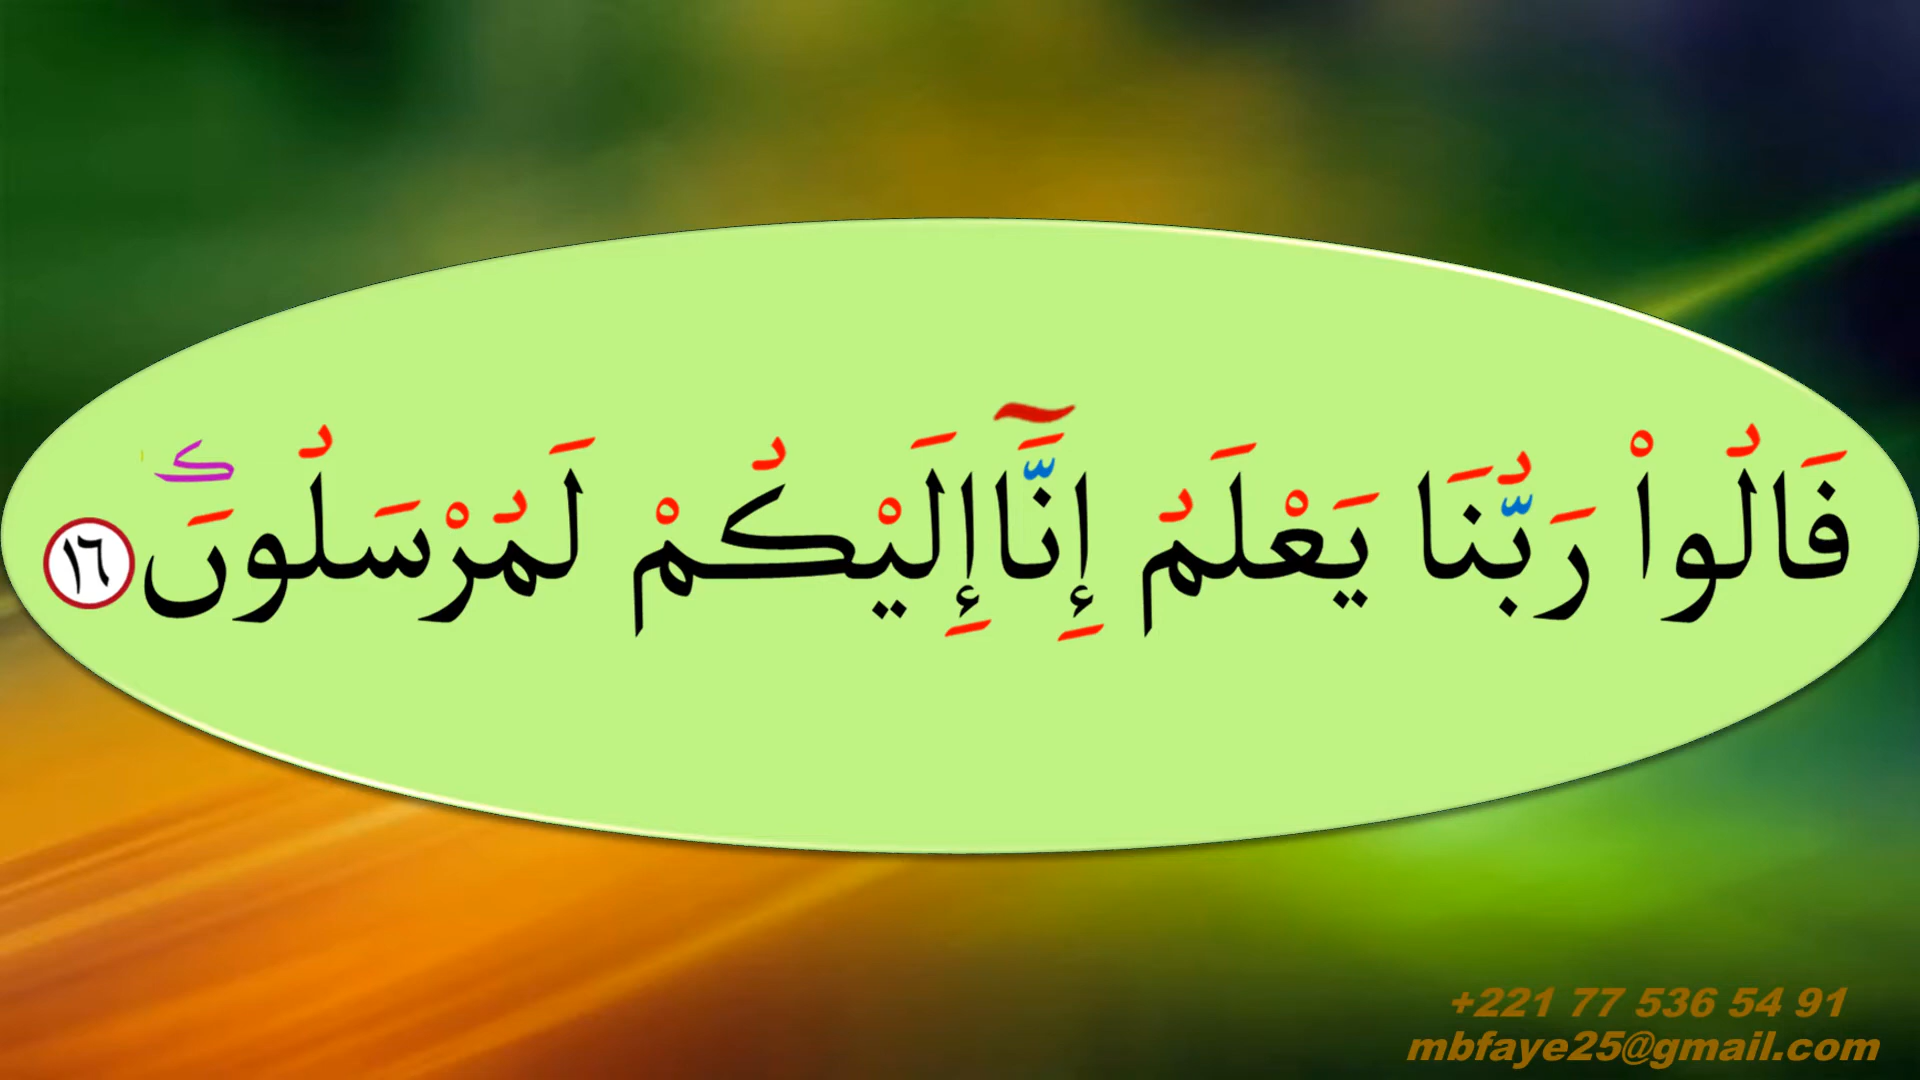 فَالُواْ رَبُّنَا يَعْلَمُ إِنَّآ إِلَيْكُمْ لَمُرْسَلُونَ ك ١٦
+221 77 536 54 91
mbfaye25@gmail.com